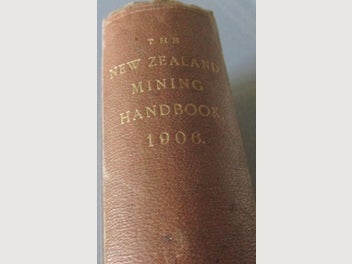 THE
NEW ZEALAND
MINING
HANDBOOK,
1906.